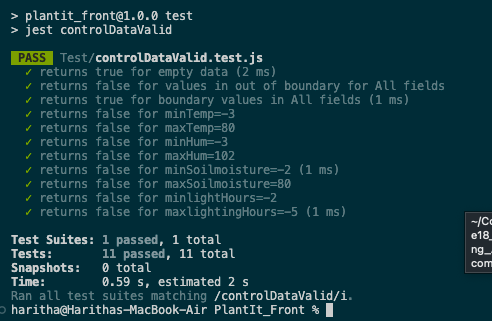 > plantit_front@1.0.0 test
> jest controlDataValid
PASS Test/controlDataValid.test.js
✓ returns true for empty data (2 ms)
✓ returns false for values in out of boundary for All fields
✓ returns true for boundary values in All fields (1 ms)
✓ returns false for minTemp=-3
✓ returns false for maxTemp=80
✓ returns false for minHum=-3
✓ returns false for maxHum=102
✓ returns false for minSoilmoisture=-2 (1 ms)
✓ returns false for maxSoilmoisture=80
✓ returns false for minlightHours=-2
✓ returns false for maxlightingHours=-5 (1 ms)
Test Suites: 1 passed, 1 total
Tests: 11 passed, 11 total
Snapshots: 0 total
Time: 0.59 s, estimated 2 s
Ran all test suites matching /controlDataValid/i.
haritha@Harithas-MacBook-Air PlantIt_Front %
~/Co
e18_
ng_.
com